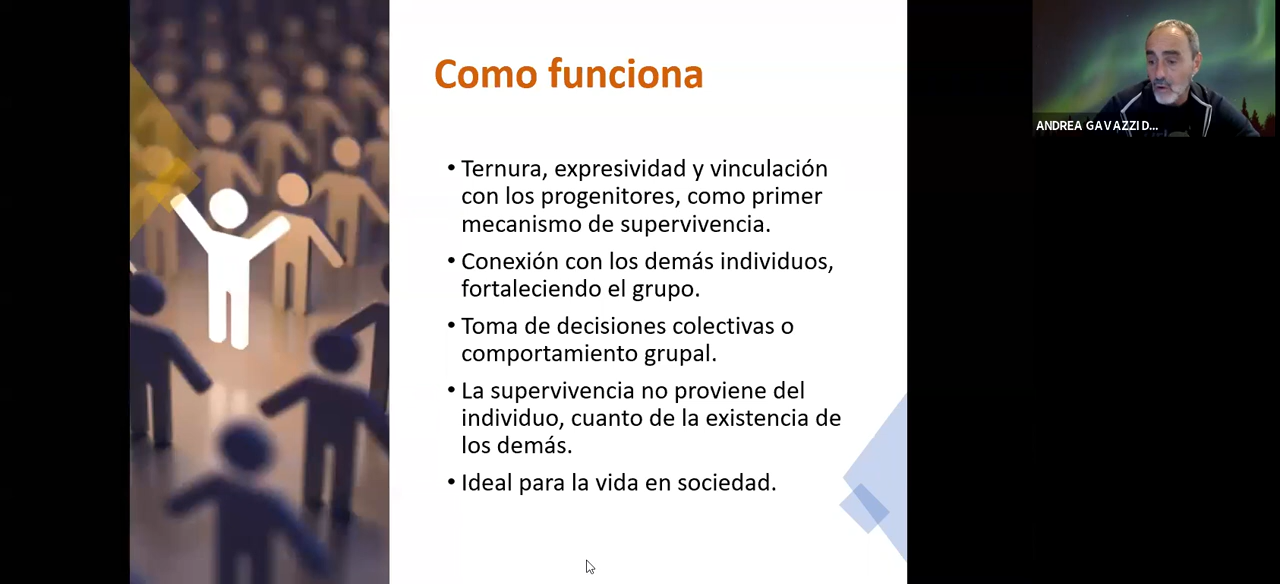 Como funciona
• Ternura, expresividad y vinculación
con los progenitores, como primer
mecanismo de supervivencia.
• Conexión con los demás individuos,
fortaleciendo el grupo.
• Toma de decisiones colectivas o
comportamiento grupal.
• La supervivencia no proviene del
individuo, cuanto de la existencia de
los demás.
• Ideal para la vida en sociedad.
ANDREA GAVAZZI D...